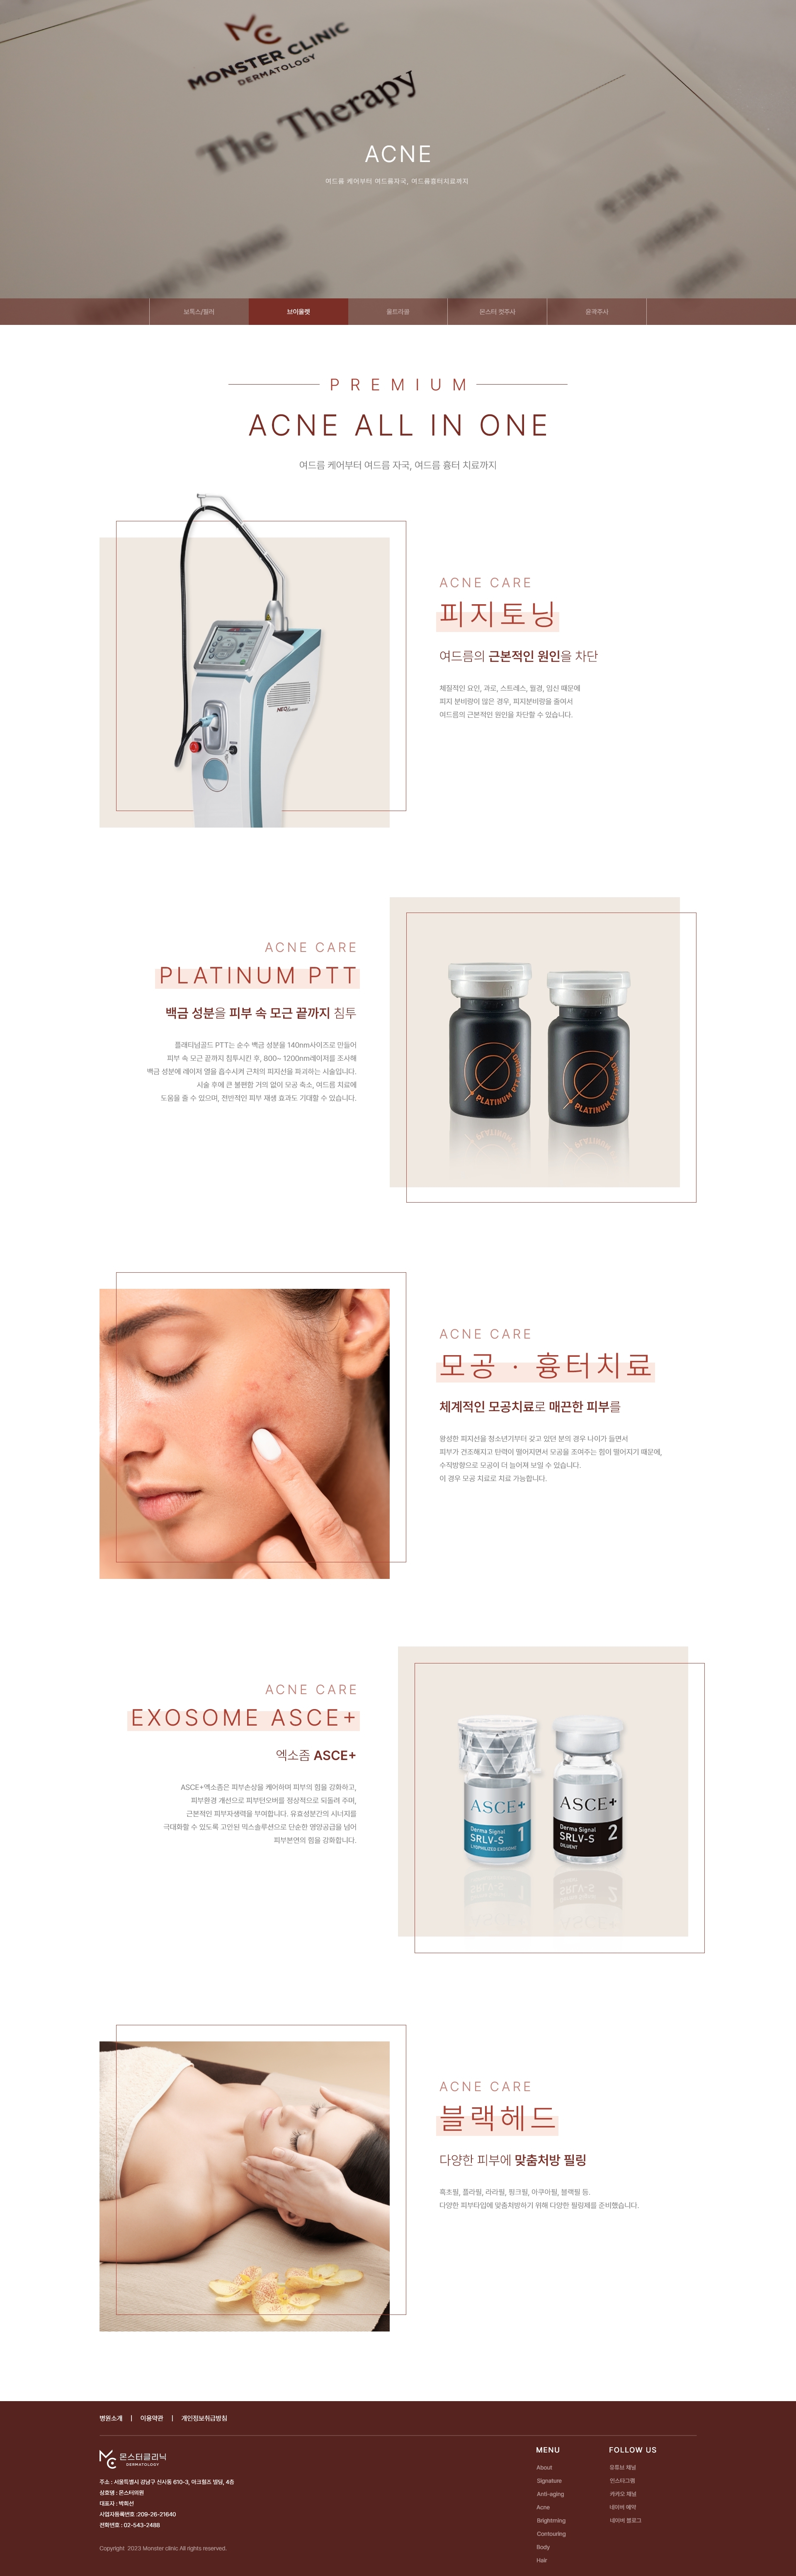 MONSTER CLINIC
DERMATOLOGY
The Therapy
ACNE
여드름 케어부터 여드름자국, 여드름흉터치료까지
보톡스/필러
브이올렛
울트라콜
몬스터 컷주사
윤곽주사
PREMIUM
ACNE ALL IN ONE
여드름 케어부터 여드름 자국, 여드름 흉터 치료까지
ACNE CARE
피지토닝
여드름의 근본적인 원인을 차단
체질적인 요인, 과로, 스트레스, 월경, 임신 때문에
피지 분비량이 많은 경우, 피지분비량을 줄여서
여드름의 근본적인 원인을 차단할 수 있습니다.
NEO
ACNE CARE
PLATINUM PTT
백금 성분을 피부 속 모근 끝까지 침투
플래티넘골드 PTT는 순수 백금 성분을 140nm사이즈로 만들어
피부 속 모근 끝까지 침투시킨 후, 800~ 1200nm레이저를 조사해
백금 성분에 레이저 열을 흡수시켜 근처의 피지선을 파괴하는 시술입니다.
시술 후에 큰 불편함 거의 없이 모공 축소, 여드름 치료에
도움을 줄 수 있으며, 전반적인 피부 재생 효과도 기대할 수 있습니다.
PLATINUM PTT
PLATINUM PTT
ACNE CARE
모공 · 흉터치료
체계적인 모공치료로 매끈한 피부를
왕성한 피지선을 청소년기부터 갖고 있던 분의 경우 나이가 들면서
피부가 건조해지고 탄력이 떨어지면서 모공을 조여주는 힘이 떨어지기 때문에,
수직방향으로 모공이 더 늘어져 보일 수 있습니다.
이 경우 모공 치료로 치료 가능합니다.
ACNE CARE
EXOSOME ASCE+
엑소좀 ASCE+
ASCE+엑소좀은 피부손상을 케어하며 피부의 힘을 강화하고,
피부환경 개선으로 피부턴오버를 정상적으로 되돌려 주며,
근본적인 피부자생력을 부여합니다. 유효성분간의 시너지를
극대화할 수 있도록 고안된 믹스솔루션으로 단순한 영양공급을 넘어
피부본연의 힘을 강화합니다.
ASCE+
Derma Signal
SRLV-S 1
LYOPHILIZED EXOSOME
ASCE+
Derma Signal
SRLV-S 2
DILUENT
ACNE CARE
블랙헤드
다양한 피부에 맞춤처방 필링
흑초필, 플라필, 라라필, 핑크필, 아쿠아필, 블랙필 등.
다양한 피부타입에 맞춤처방하기 위해 다양한 필링제를 준비했습니다.
병원소개 | 이용약관 | 개인정보취급방침
몬스터클리닉
DERMATOLOGY
주소 : 서울특별시 강남구 신사동 610-3, 아크힐즈 빌딩, 4층
상호명 : 몬스터의원
대표자 : 박희선
사업자등록번호 :209-26-21640
전화번호 : 02-543-2488
Copyright 2023 Monster clinic All rights reserved.
MENU
About
Signature
Anti-aging
Acne
Brightming
Contouring
Body
Hair
FOLLOW US
유튜브 채널
인스타그램
카카오 채널
네이버 예약
네이버 블로그